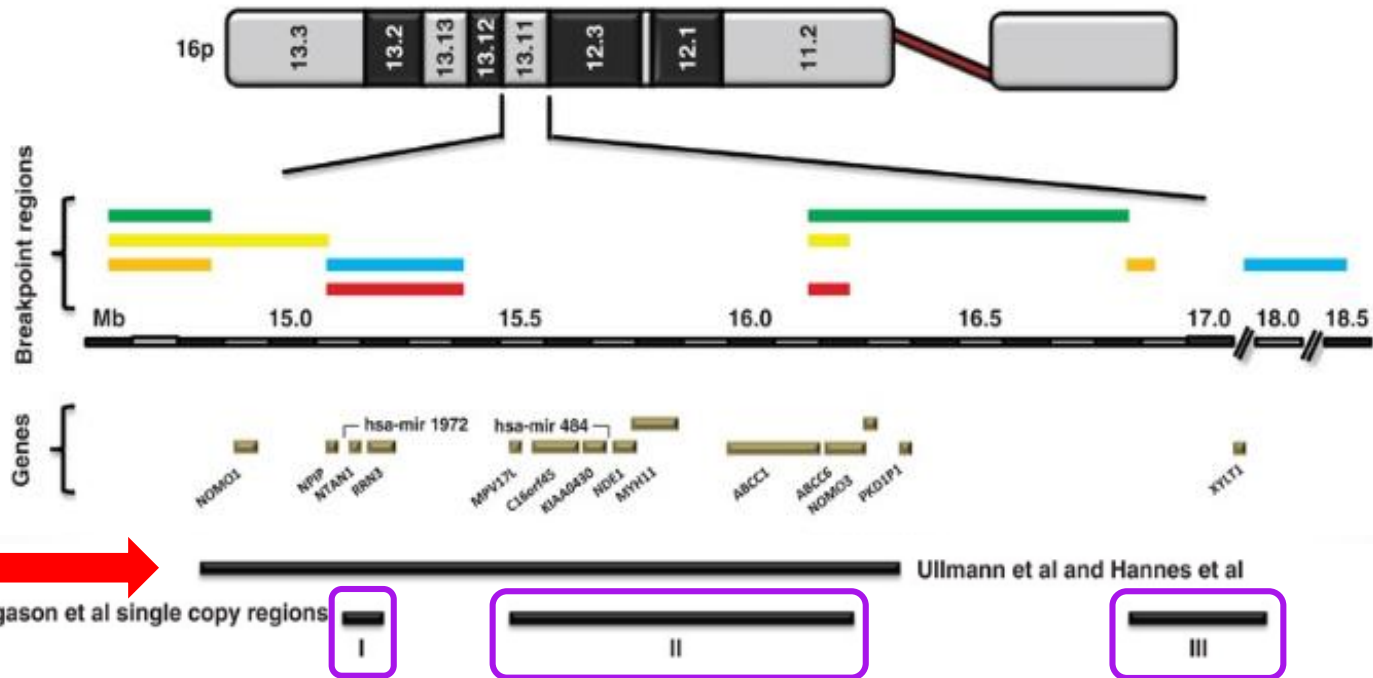 16p
13.3
13.2
13.13
13.12
13.11
12.3
12.1
11.2
Breakpoint regions
Mb 15.0 15.5 16.0 16.5 17.0 18.0 18.5
Genes
hsa-mir 1972 hsa-mir 484
NOMO1
NPIP
NTAN1
RRN3
MPV17L
C16orf45
KIAA0430
NDE1
MYH11
ABCC1
ABCC6
NOMO3
PKD1P1
XYLT1
Ullmann et al and Hannes et al
gason et al single copy regions
I II III